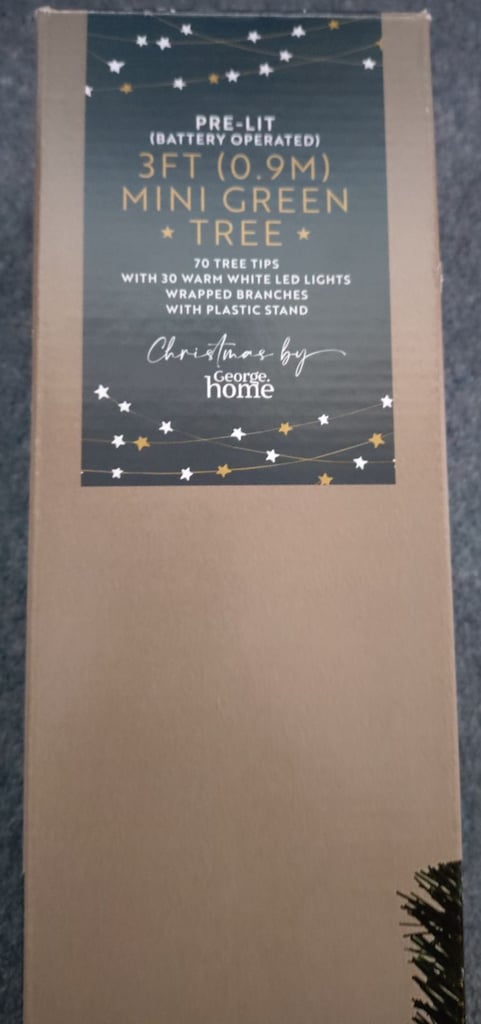 PRE-LIT
(BATTERY OPERATED)
3FT (0.9M)
MINI GREEN
TREE
70 TREE TIPS
WITH 30 WARM WHITE LED LIGHTS
WRAPPED BRANCHES
WITH PLASTIC STAND
Christmas by
George.
home